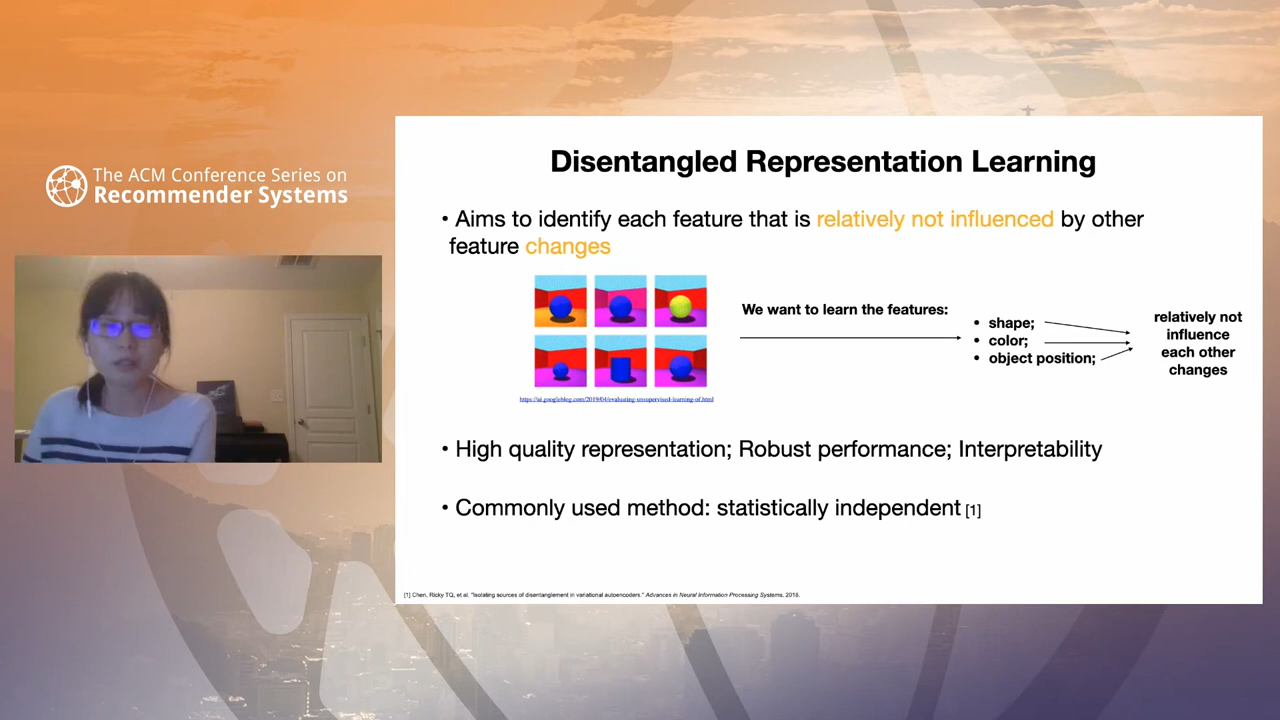 The ACM Conference Series on
Recommender Systems
Disentangled Representation Learning
• Aims to identify each feature that is relatively not influenced by other
feature changes
We want to learn the features:
• shape;
• color;
• object position;
relatively not
influence
each other
changes
https://ai.googleblog.com/2019/04/evaluating-unsupervised-learning-of.html
• High quality representation; Robust performance; Interpretability
• Commonly used method: statistically independent [1]
[1] Chen, Ricky TQ, et al. "Isolating sources of disentanglement in variational autoencoders." Advances in Neural Information Processing Systems. 2018.